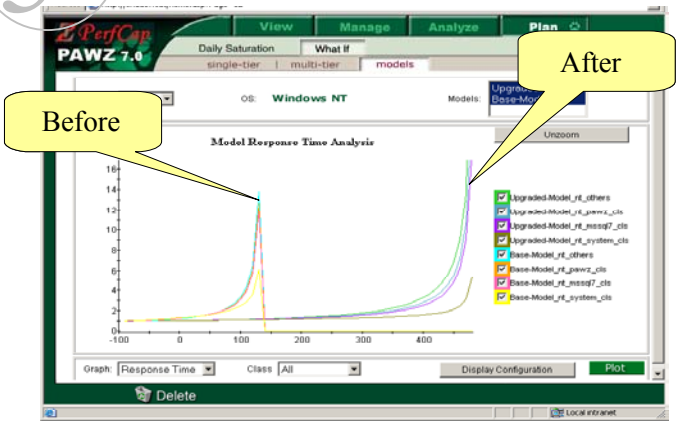 View Manage Analyze Plan
PerfCap
PAWZ 7.0
Daily Saturation What If
single-tier | multi-tier | models
After
Before
OS: Windows NT Models:
Unzoom
Model Response Time Analysis
16
14
12
10
8
6
4
2
0
-100 0 100 200 300 400
Upgraded-Model_nt_others
Upgraded-Model_nt_pawz_cls
Upgraded-Model_nt_mssql7_cls
Upgraded-Model_nt_system_cls
Base-Model_nt_others
Base-Model_nt_pawz_cls
Base-Model_nt_mssql7_cls
Base-Model_nt_system_cls
Graph: Response Time Class All Display Configuration Plot
Delete
Local intranet